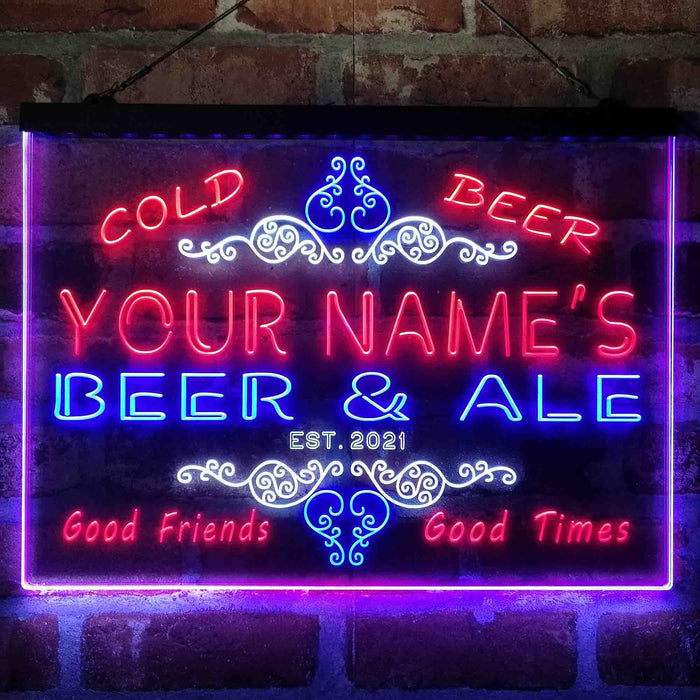 COLD BEER
YOUR NAME'S
BEER & ALE
EST. 2021
Good Friends Good Times